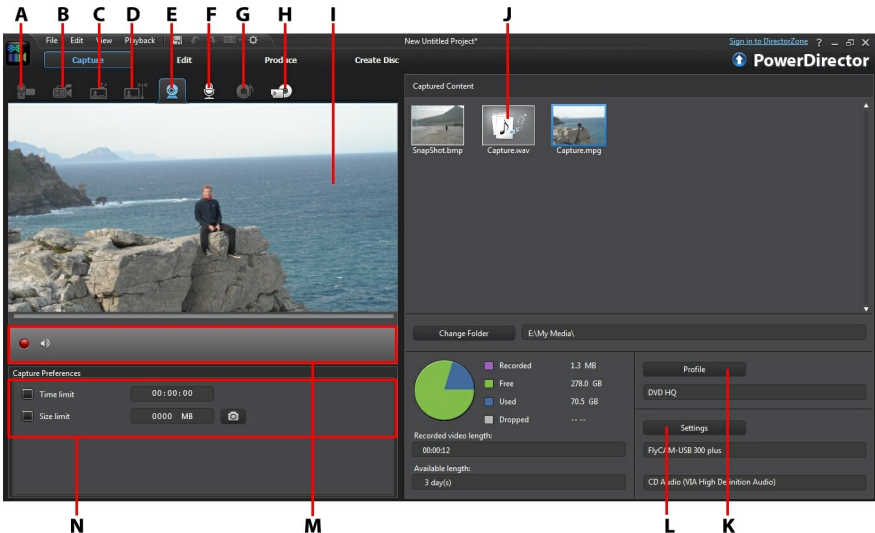 A B C D E F G H I J
File Edit View Playback
New Untitled Project*
Sign in to DirectorZone ?
Capture Edit Produce Create Disc
PowerDirector
Captured Content
SnapShot.bmp Capture.wav Capture.mpg
Change Folder E:\My Media\
Capture Preferences
Time limit 00:00:00
Size limit 0000 MB
Recorded 1.3 MB
Free 278.0 GB
Used 70.5 GB
Dropped -- --
Recorded video length:
00:00:12
Available length:
3 day(s)
Profile
DVD HQ
Settings
FlyCAM-USB 300 plus
CD Audio (VIA High Definition Audio)
N M L K